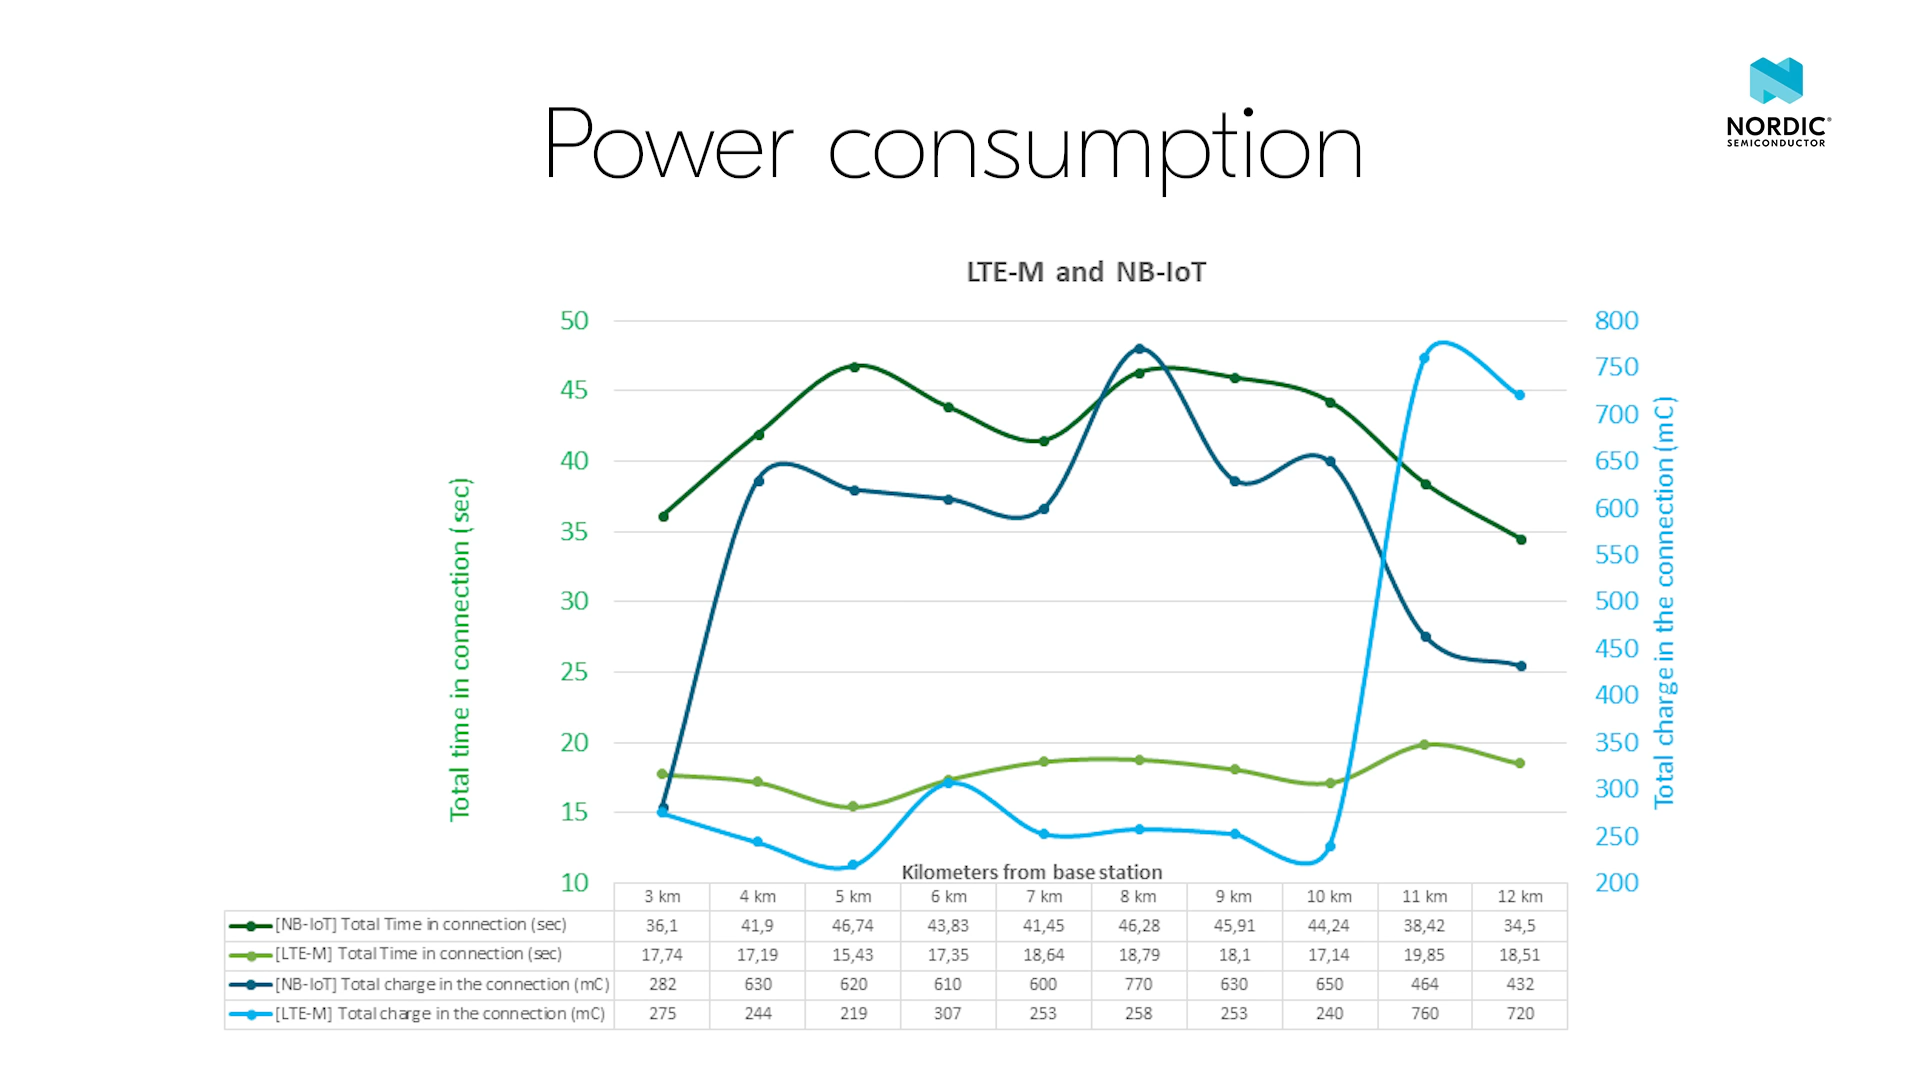 NORDIC®
SEMICONDUCTOR
Power consumption
LTE-M and NB-IoT
50
45
40
35
30
25
20
15
10
Total time in connection (sec)
800
750
700
650
600
550
500
450
400
350
300
250
200
Total charge in the connection (mC)
Kilometers from base station
3 km 4 km 5 km 6 km 7 km 8 km 9 km 10 km 11 km 12 km
[NB-IoT] Total Time in connection (sec) 36,1 41,9 46,74 43,83 41,45 46,28 45,91 44,24 38,42 34,5
[LTE-M] Total Time in connection (sec) 17,74 17,19 15,43 17,35 18,64 18,79 18,1 17,14 19,85 18,51
[NB-IoT] Total charge in the connection (mC) 282 630 620 610 600 770 630 650 464 432
[LTE-M] Total charge in the connection (mC) 275 244 219 307 253 258 253 240 760 720